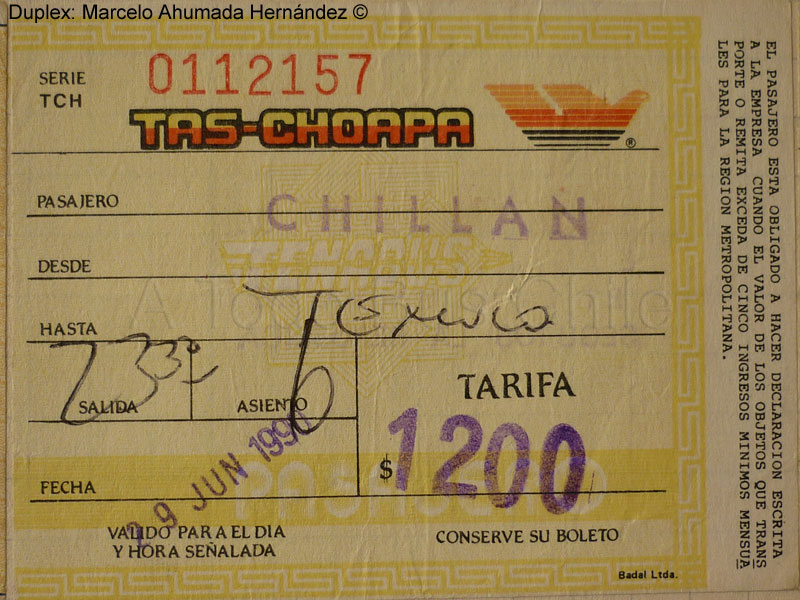 Duplex: Marcelo Ahumada Hernández ©
SERIE
TCH
0112157
TAS-CHOAPA
®
PASAJERO
CHILLAN
DESDE
HASTA
Temuco
SALIDA
ASIENTO
6
TARIFA
$ 1200
FECHA
29 JUN 199
VALIDO PARA EL DIA
Y HORA SEÑALADA
CONSERVE SU BOLETO
Badal Ltda.
EL PASAJERO ESTA OBLIGADO A HACER DECLARACION ESCRITA
A LA EMPRESA CUANDO EL VALOR DE LOS OBJETOS QUE TRANS
PORTE O REMITA EXCEDA DE CINCO INGRESOS MINIMOS MENSUA
LES PARA LA REGION METROPOLITANA.